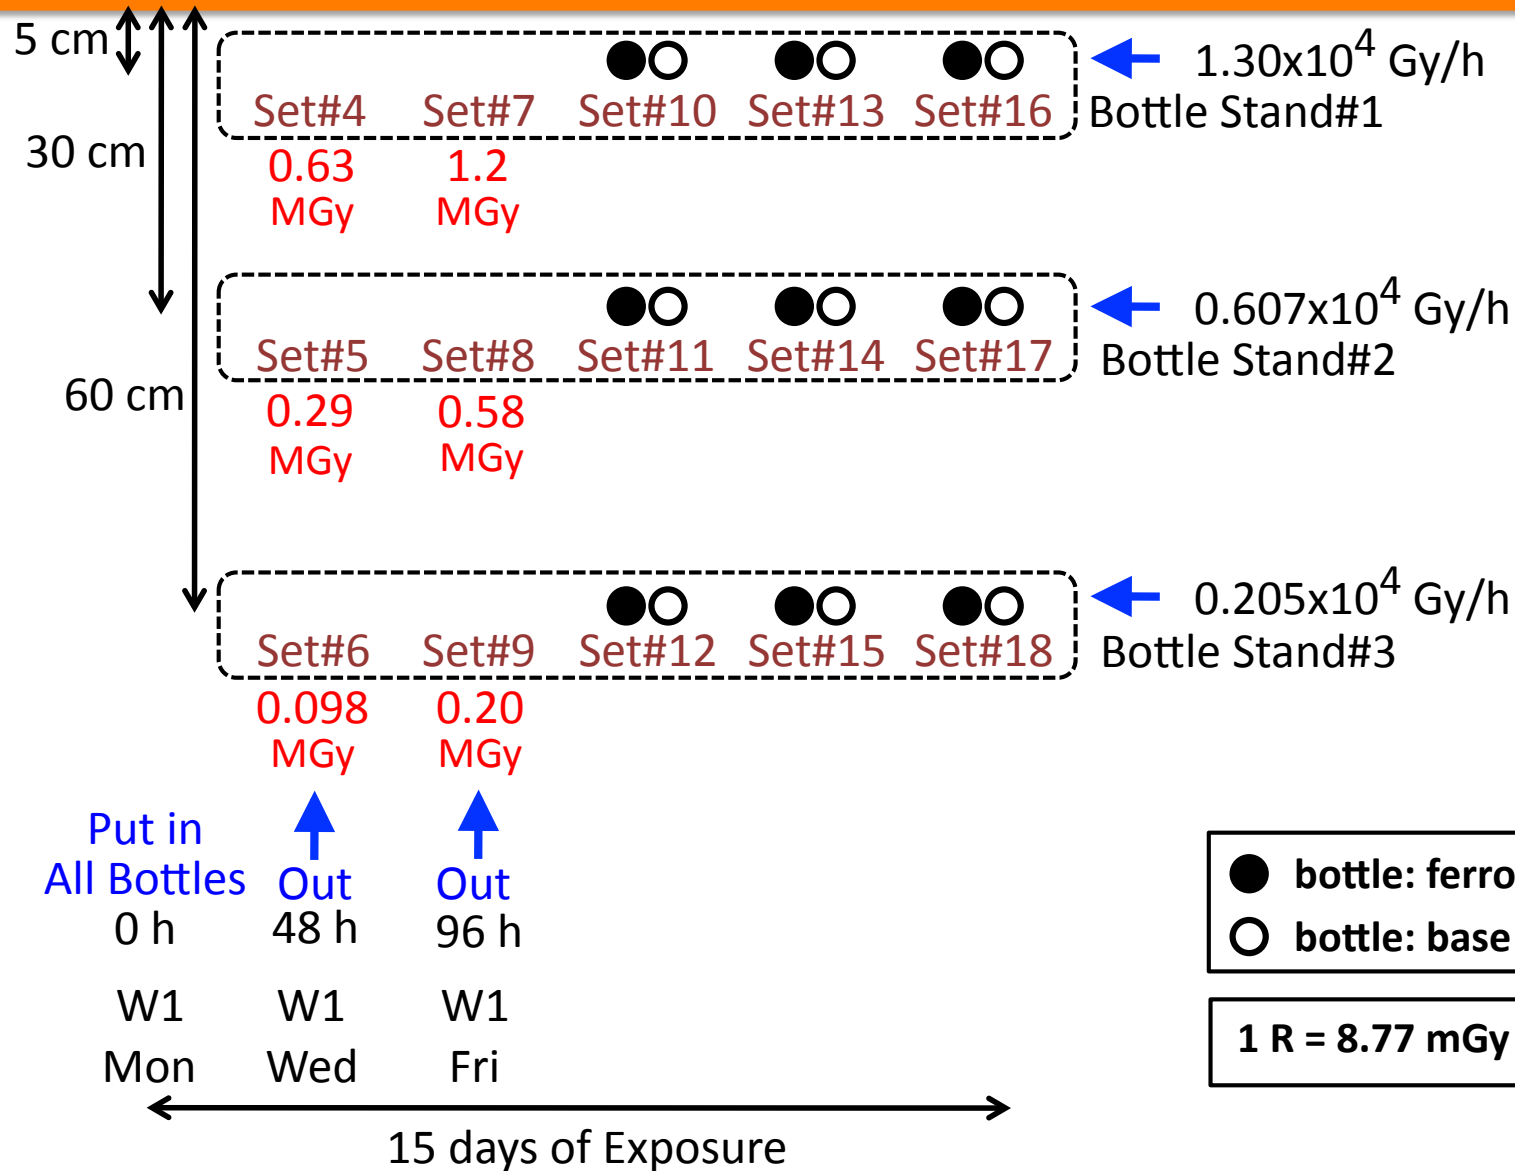 5 cm
1.30x10⁴ Gy/h
Set#4 Set#7 Set#10 Set#13 Set#16
Bottle Stand#1
30 cm
0.63 MGy
1.2 MGy
0.607x10⁴ Gy/h
Set#5 Set#8 Set#11 Set#14 Set#17
Bottle Stand#2
60 cm
0.29 MGy
0.58 MGy
0.205x10⁴ Gy/h
Set#6 Set#9 Set#12 Set#15 Set#18
Bottle Stand#3
0.098 MGy
0.20 MGy
Put in
All Bottles Out Out
0 h 48 h 96 h
W1 W1 W1
Mon Wed Fri
15 days of Exposure
bottle: ferro
bottle: base
1 R = 8.77 mGy